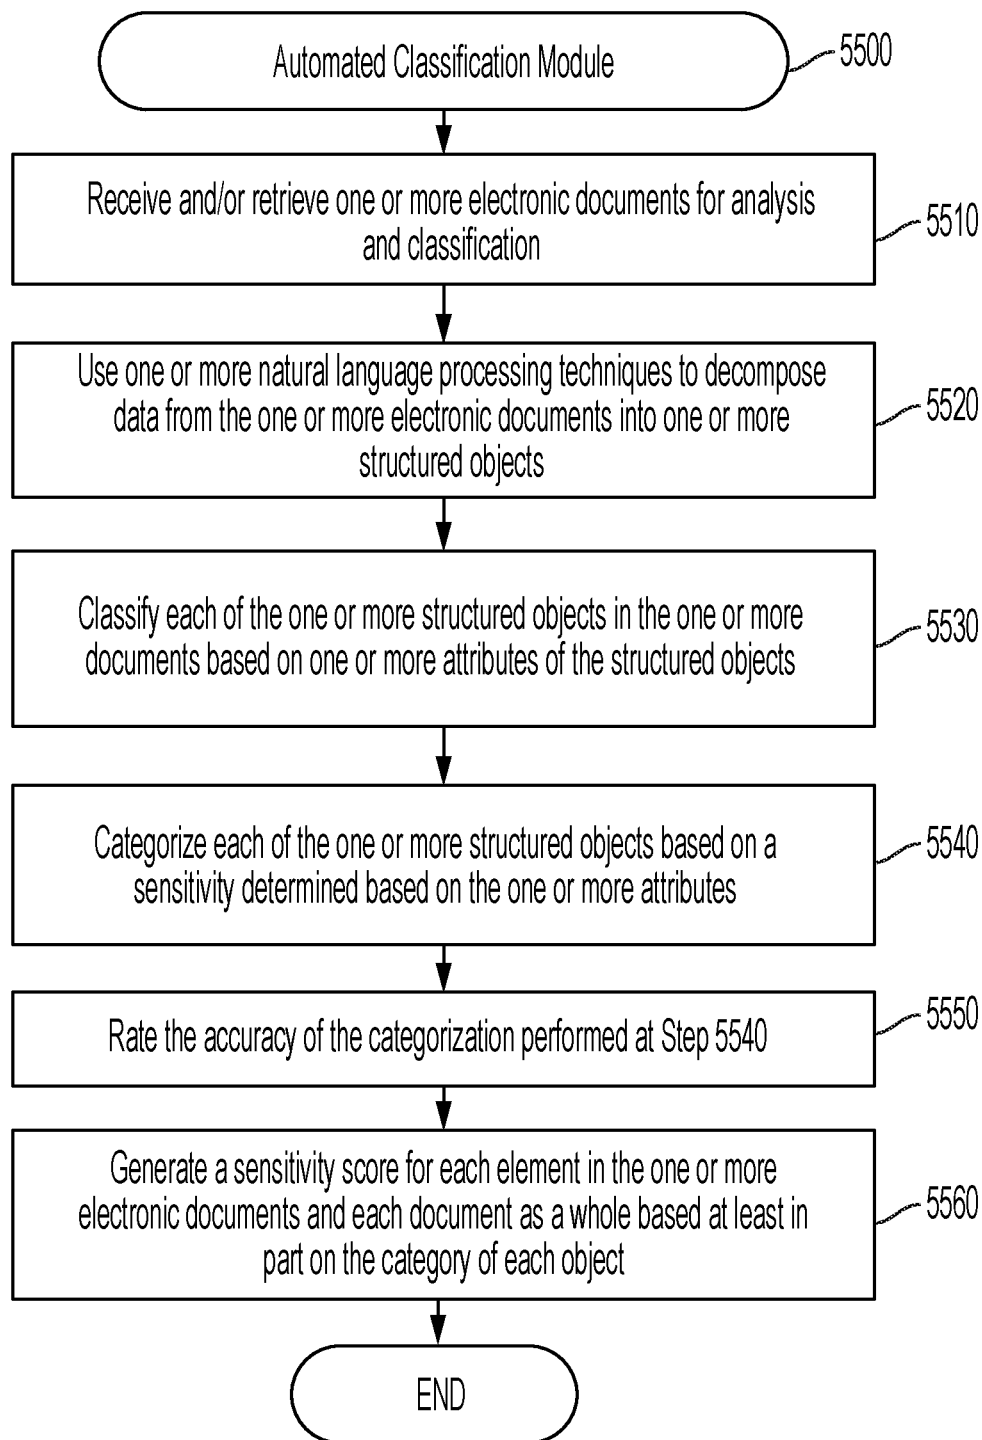 Automated Classification Module
5500
Receive and/or retrieve one or more electronic documents for analysis
and classification
5510
Use one or more natural language processing techniques to decompose
data from the one or more electronic documents into one or more
structured objects
5520
Classify each of the one or more structured objects in the one or more
documents based on one or more attributes of the structured objects
5530
Categorize each of the one or more structured objects based on a
sensitivity determined based on the one or more attributes
5540
Rate the accuracy of the categorization performed at Step 5540
5550
Generate a sensitivity score for each element in the one or more
electronic documents and each document as a whole based at least in
part on the category of each object
5560
END